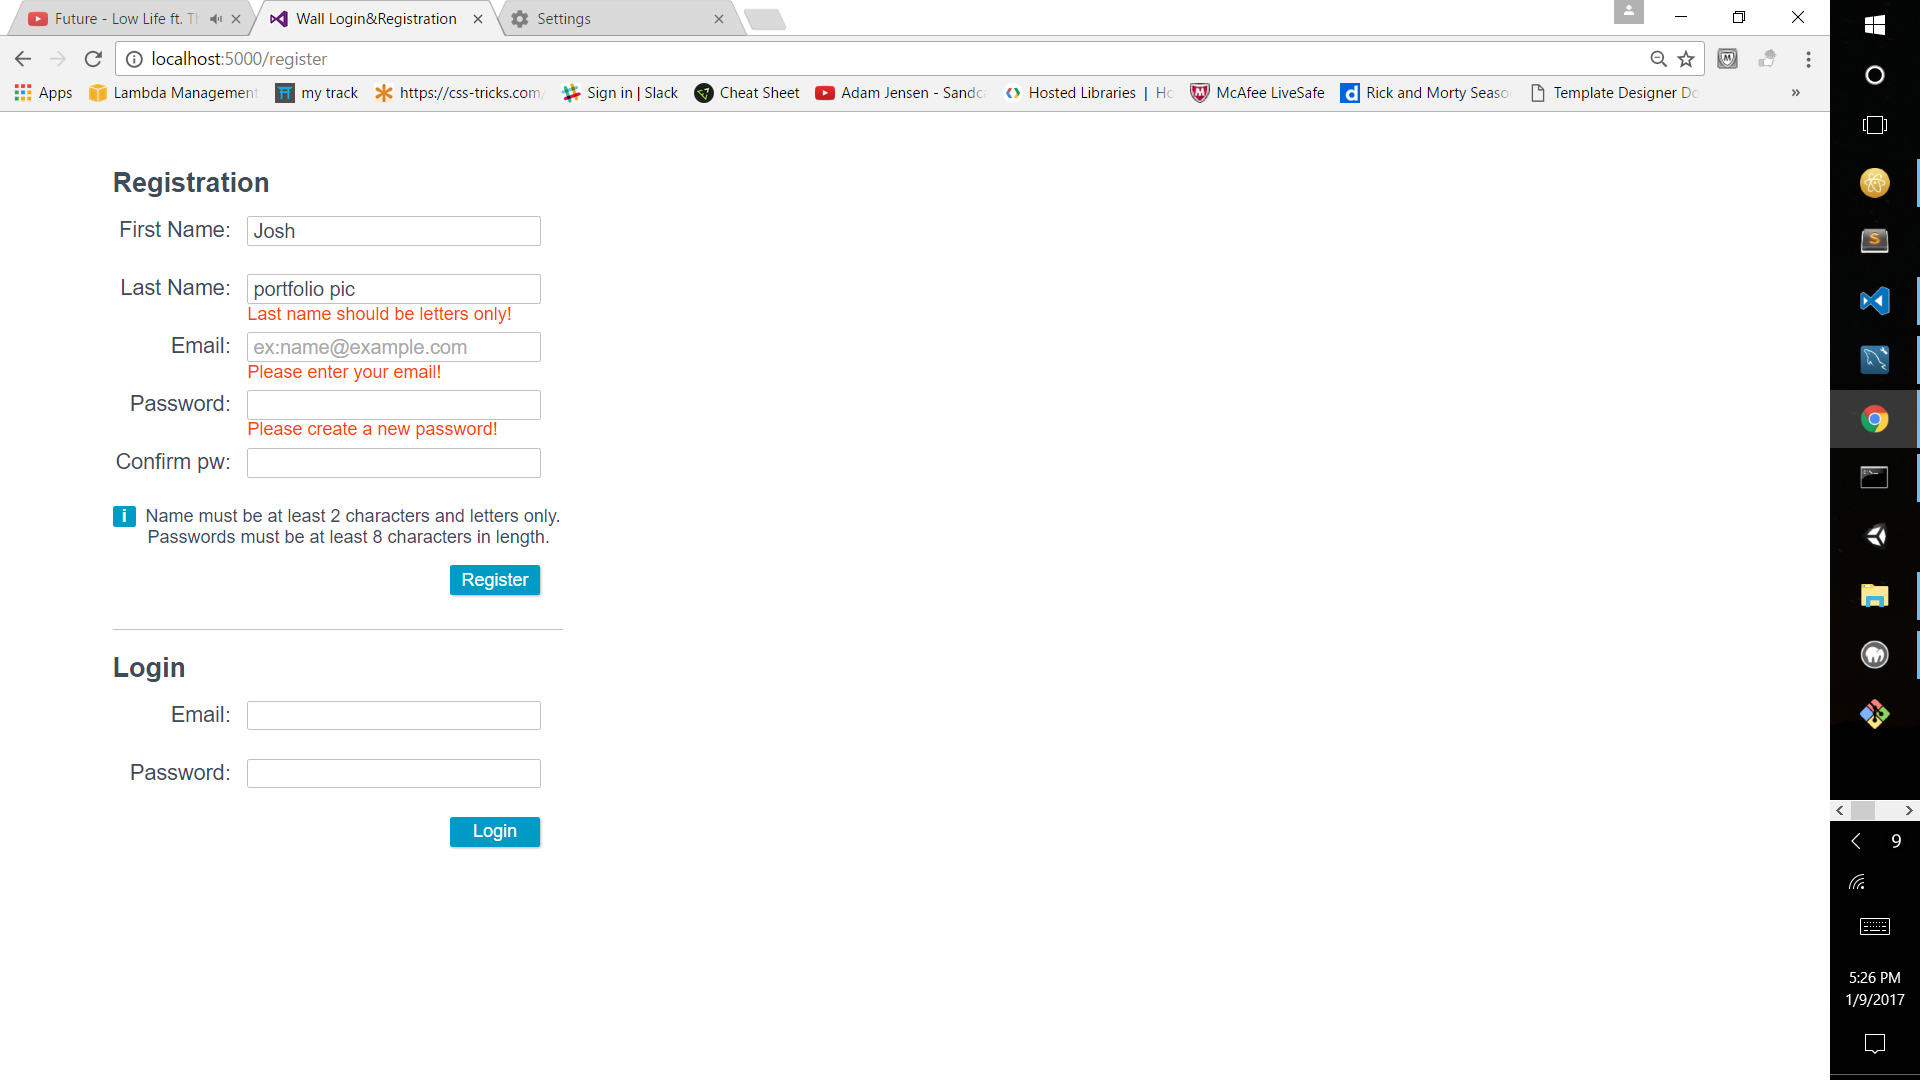 Future - Low Life ft. T
Wall Login&Registration
Settings
localhost:5000/register
Apps
Lambda Management
my track
https://css-tricks.com/
Sign in | Slack
Cheat Sheet
Adam Jensen - Sandc
Hosted Libraries | Ho
McAfee LiveSafe
Rick and Morty Seaso
Template Designer Do
»
Registration
First Name: Josh
Last Name: portfolio pic
Last name should be letters only!
Email: ex:name@example.com
Please enter your email!
Password:
Please create a new password!
Confirm pw:
i Name must be at least 2 characters and letters only.
Passwords must be at least 8 characters in length.
Register
Login
Email:
Password:
Login
9
5:26 PM
1/9/2017